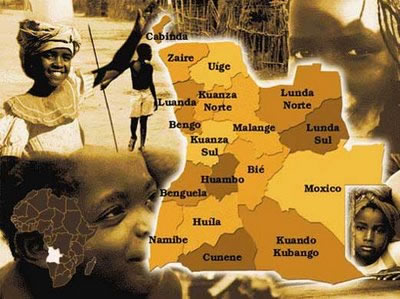 Cabinda
Zaire
Uíge
Luanda
Kuanza
Norte
Lunda
Norte
Bengo
Malange
Lunda
Sul
Kuanza
Sul
Huambo
Bié
Benguela
Moxico
Huíla
Namibe
Cunene
Kuando
Kubango